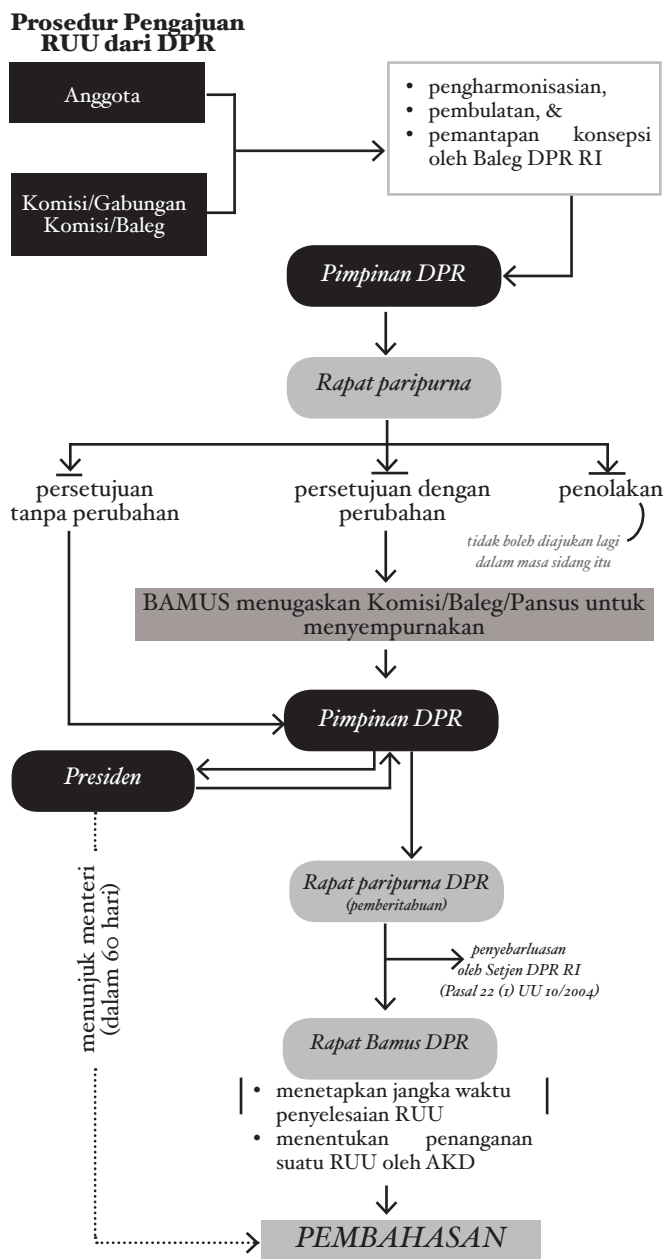 Prosedur Pengajuan
RUU dari DPR
Anggota
• pengharmonisasian,
• pembulatan, &
• pemantapan konsepsi
oleh Baleg DPR RI
Komisi/Gabungan
Komisi/Baleg
Pimpinan DPR
Rapat paripurna
persetujuan
tanpa perubahan
persetujuan dengan
perubahan
penolakan
tidak boleh diajukan lagi
dalam masa sidang itu
BAMUS menugaskan Komisi/Baleg/Pansus untuk
menyempurnakan
Pimpinan DPR
Presiden
menunjuk menteri
(dalam 60 hari)
Rapat paripurna DPR
(pemberitahuan)
penyebarluasan
oleh Setjen DPR RI
(Pasal 22 (1) UU 10/2004)
Rapat Bamus DPR
• menetapkan jangka waktu
penyelesaian RUU
• menentukan penanganan
suatu RUU oleh AKD
PEMBAHASAN